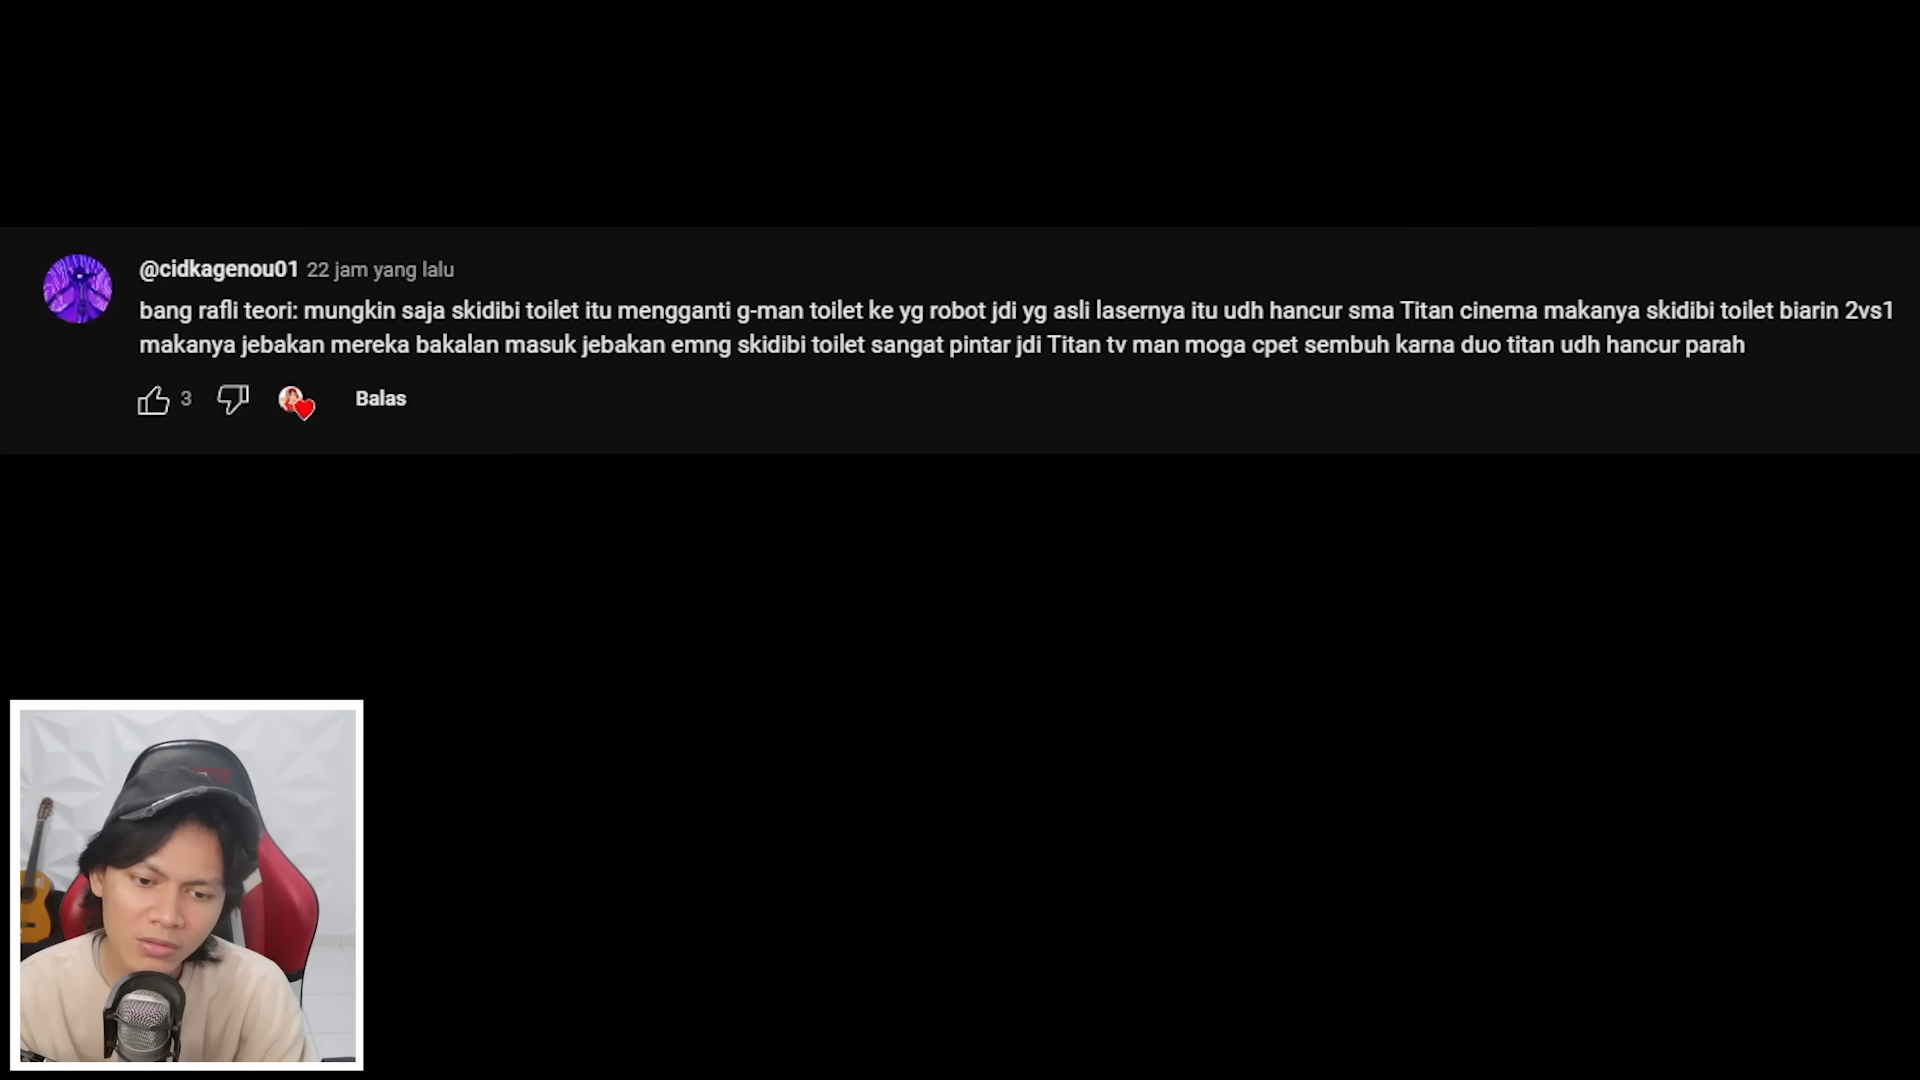 @cidkagenou01 22 jam yang lalu
bang rafli teori: mungkin saja skidibi toilet itu mengganti g-man toilet ke yg robot jdi yg asli lasernya itu udh hancur sma Titan cinema makanya skidibi toilet biarin 2vs1
makanya jebakan mereka bakalan masuk jebakan emng skidibi toilet sangat pintar jdi Titan tv man moga cpet sembuh karna duo titan udh hancur parah
3 Balas